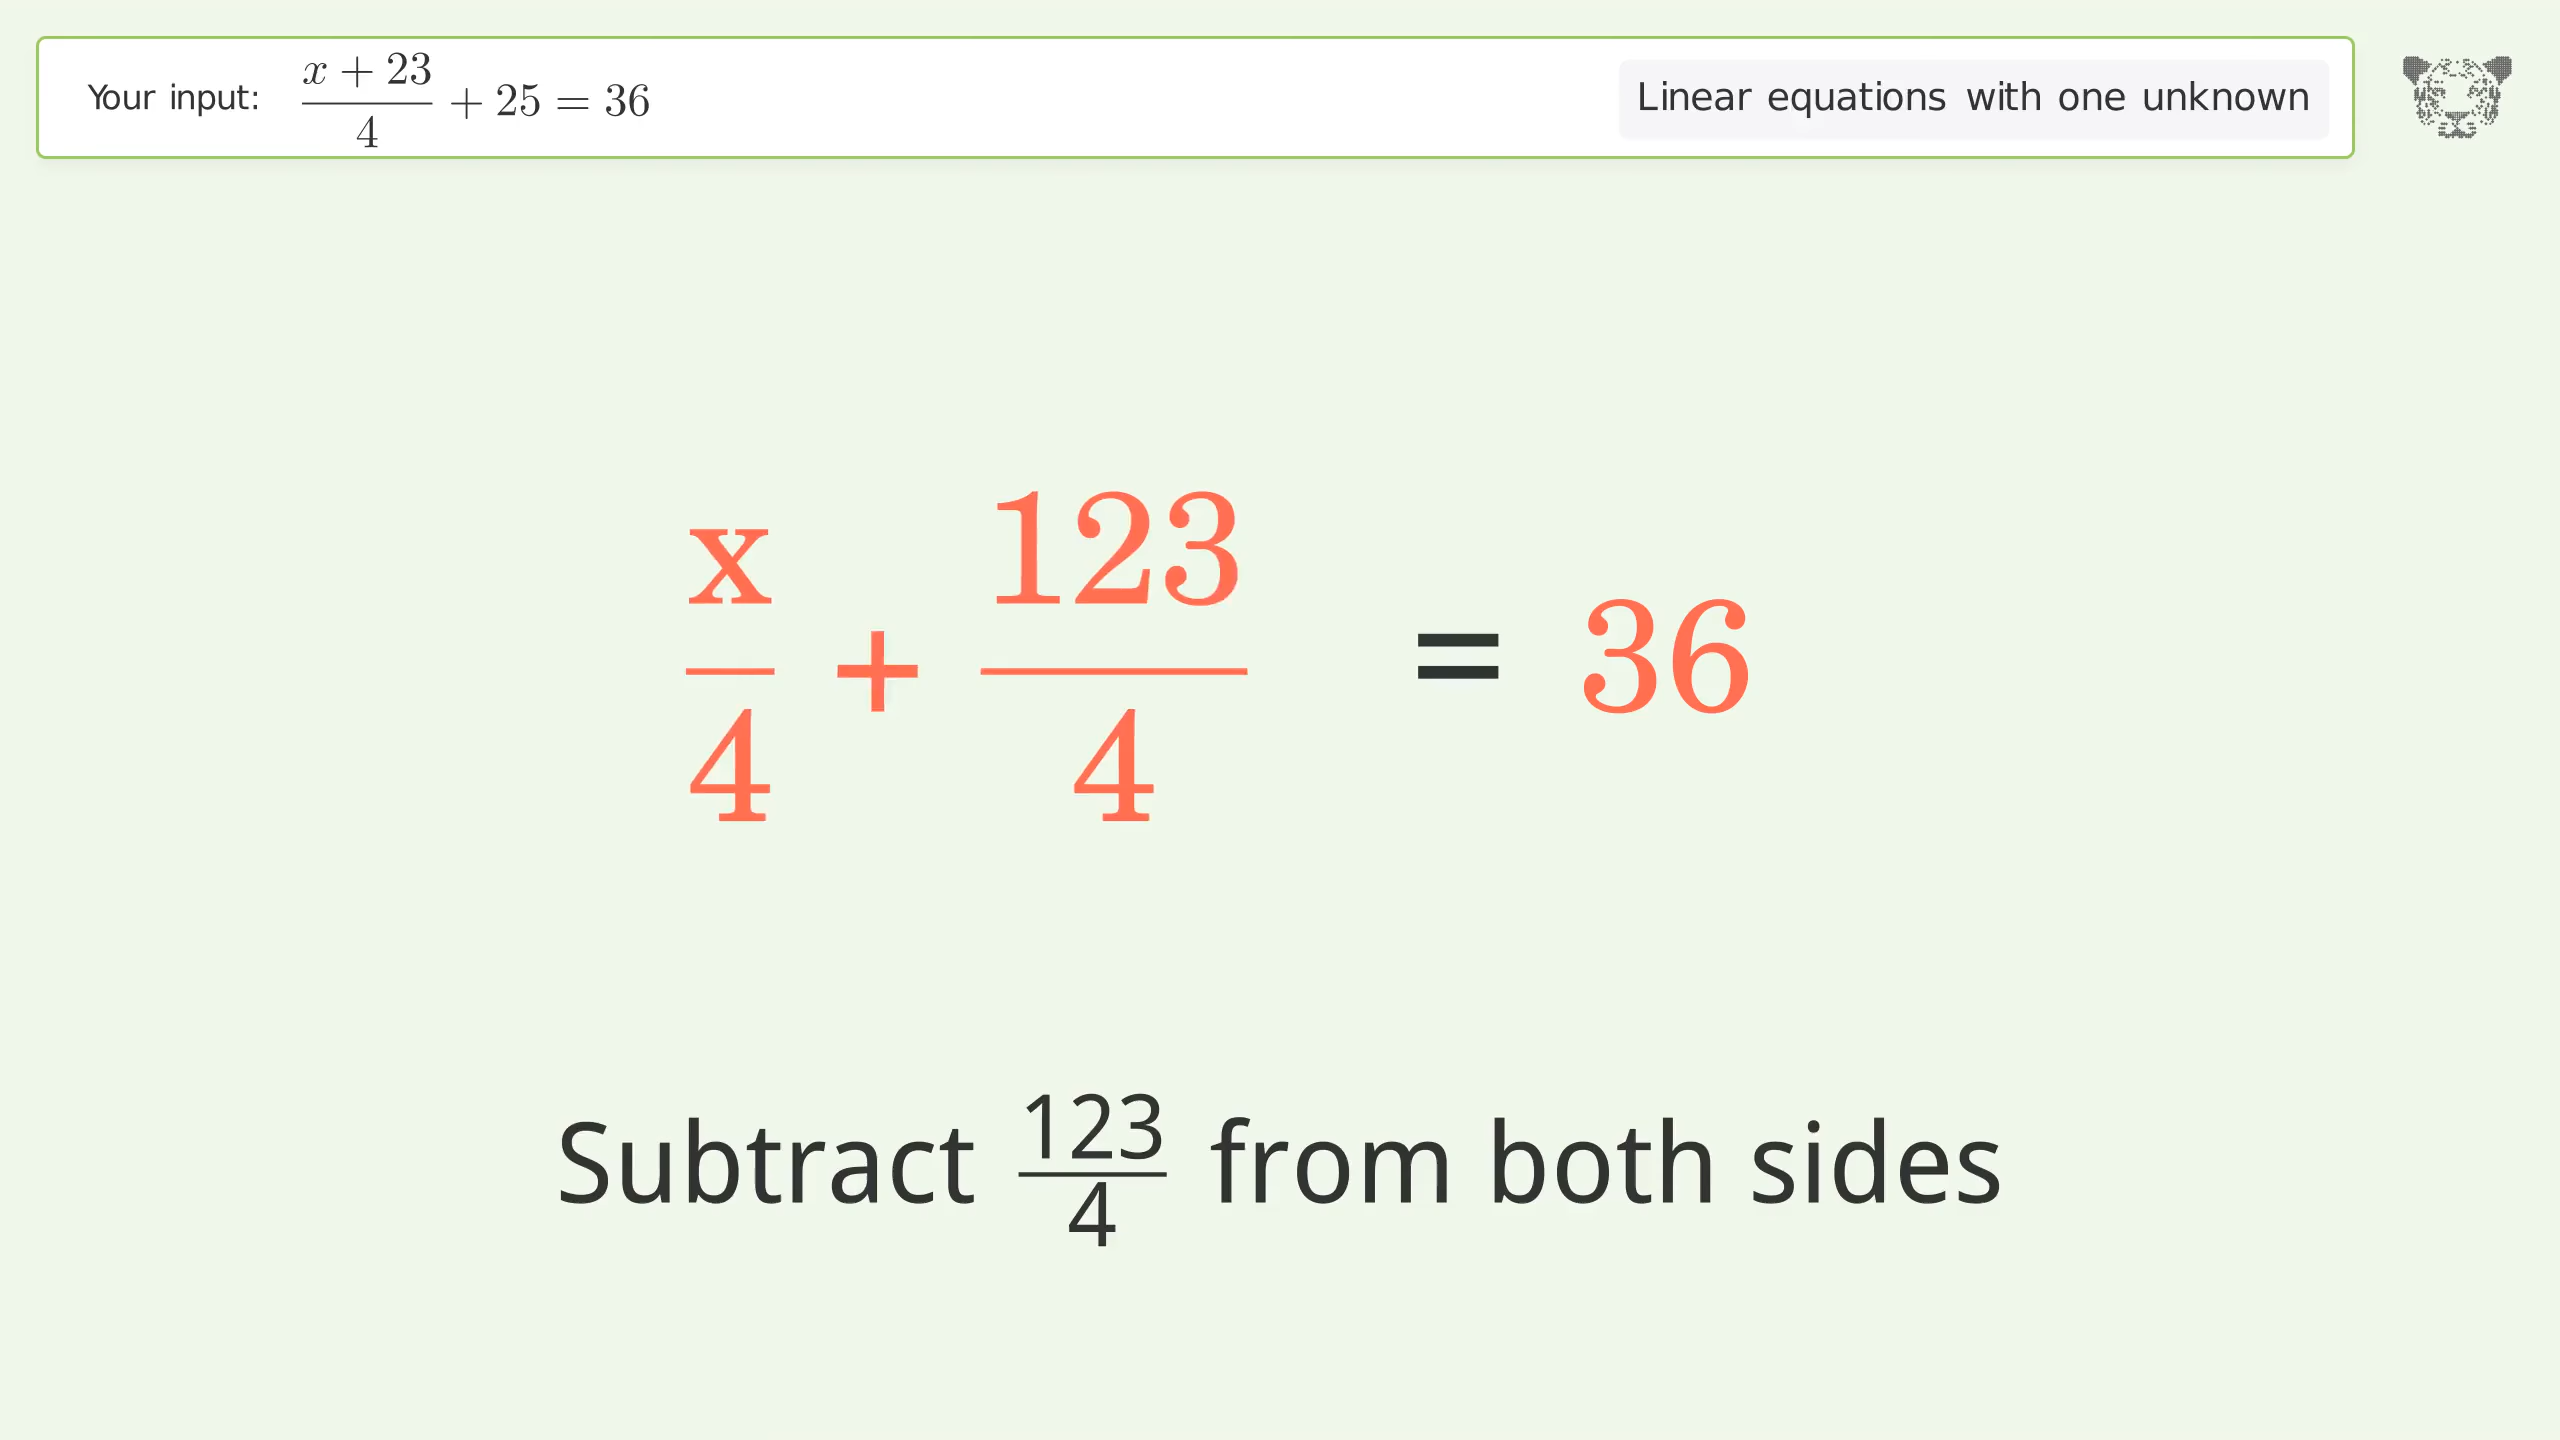 Your input: (x + 23)/4 + 25 = 36
Linear equations with one unknown
x/4 + 123/4 = 36
Subtract 123/4 from both sides